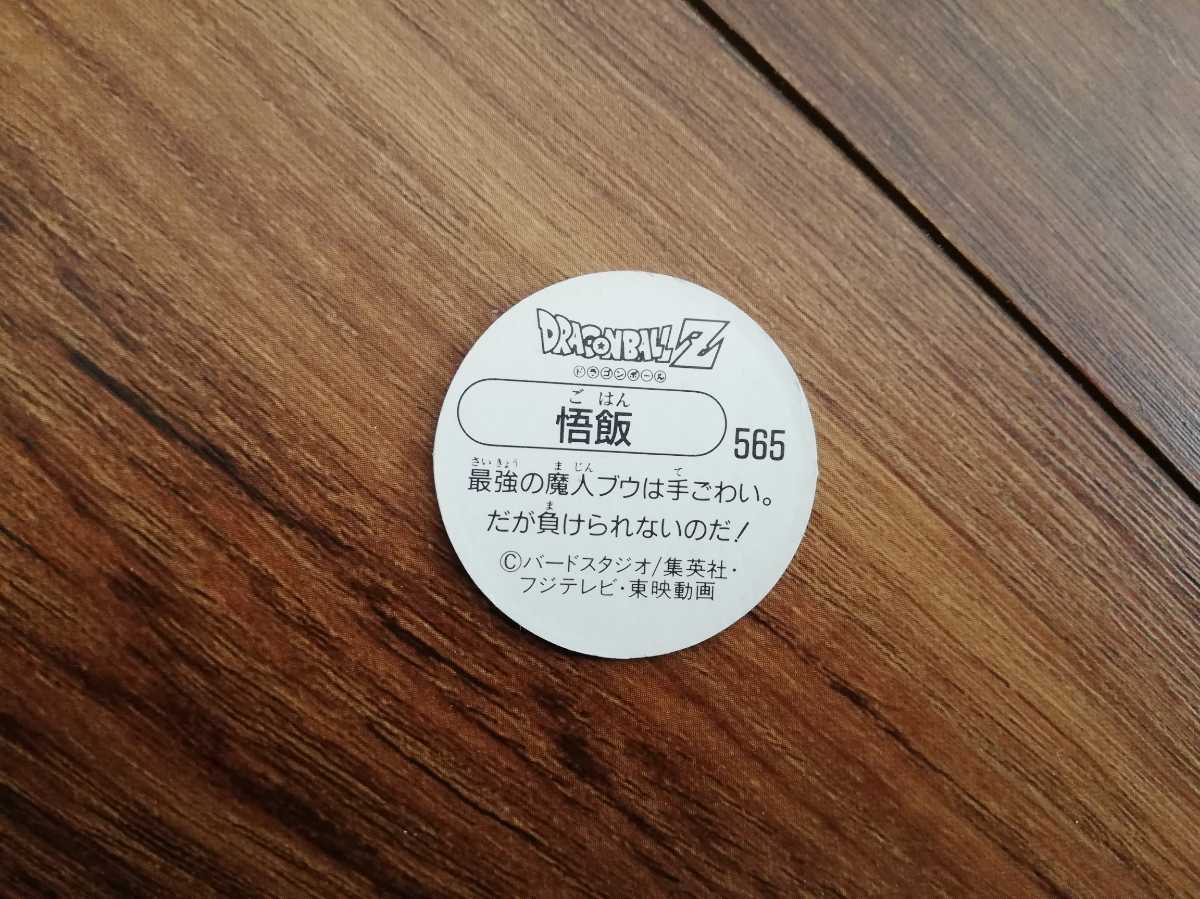 DRAGONBALL Z
ドラゴンボール
ご はん
悟飯
565
さいきょう ま じん て
最強の魔人ブウは手ごわい。
ま
だが負けられないのだ!
©バードスタジオ/集英社・
フジテレビ・東映動画